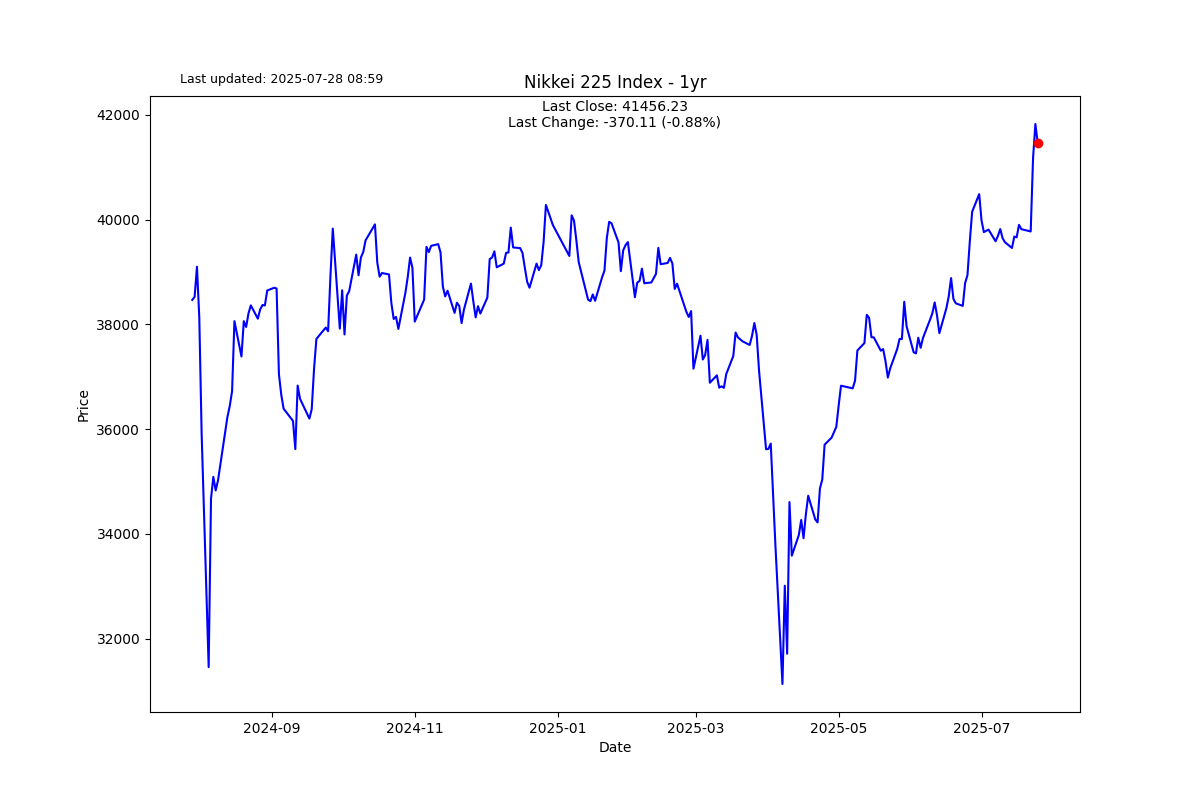 Last updated: 2025-07-28 08:59
Nikkei 225 Index - 1yr
Last Close: 41456.23
Last Change: -370.11 (-0.88%)
42000
40000
38000
36000
34000
32000
Price
2024-09
2024-11
2025-01
2025-03
2025-05
2025-07
Date